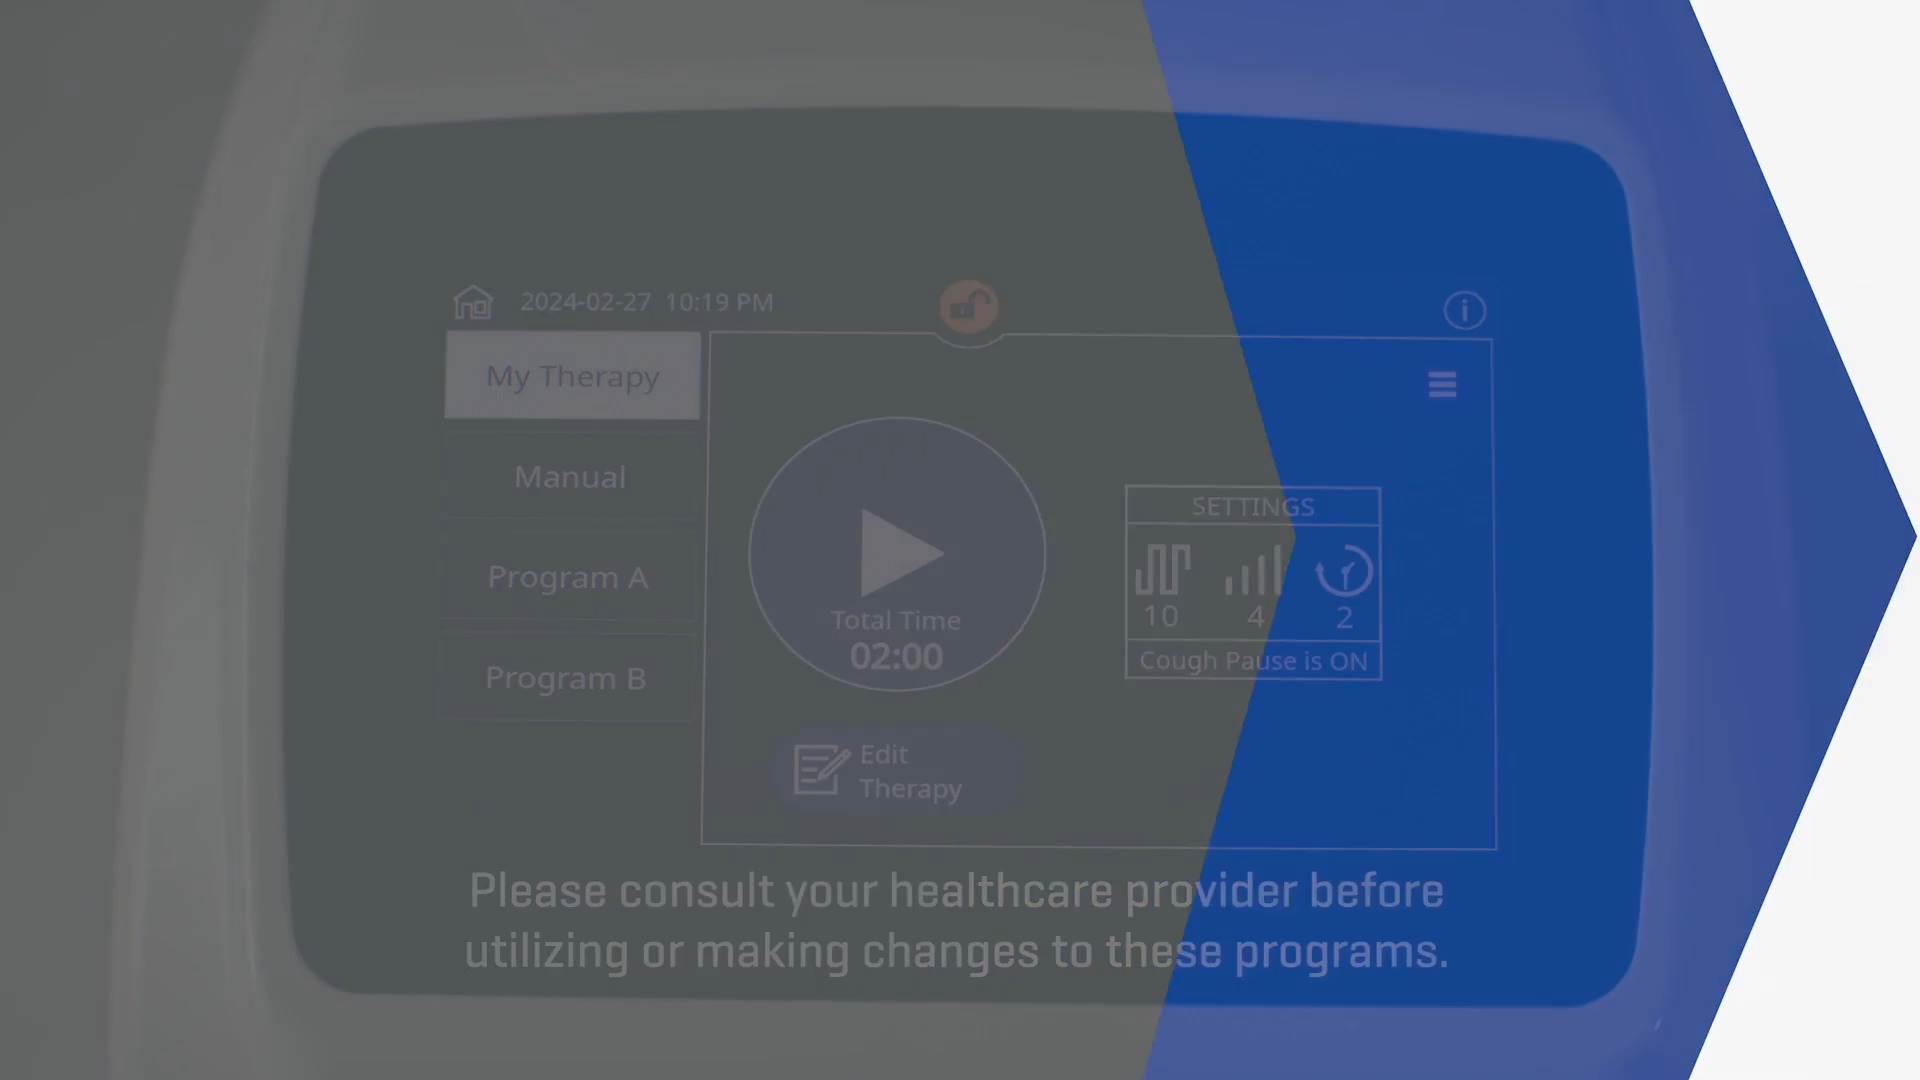 2024-02-27 10:19 PM
My Therapy
Manual
Program A
Program B
Total Time
02:00
Edit
Therapy
SETTINGS
10 4 2
Cough Pause is ON
Please consult your healthcare provider before
utilizing or making changes to these programs.